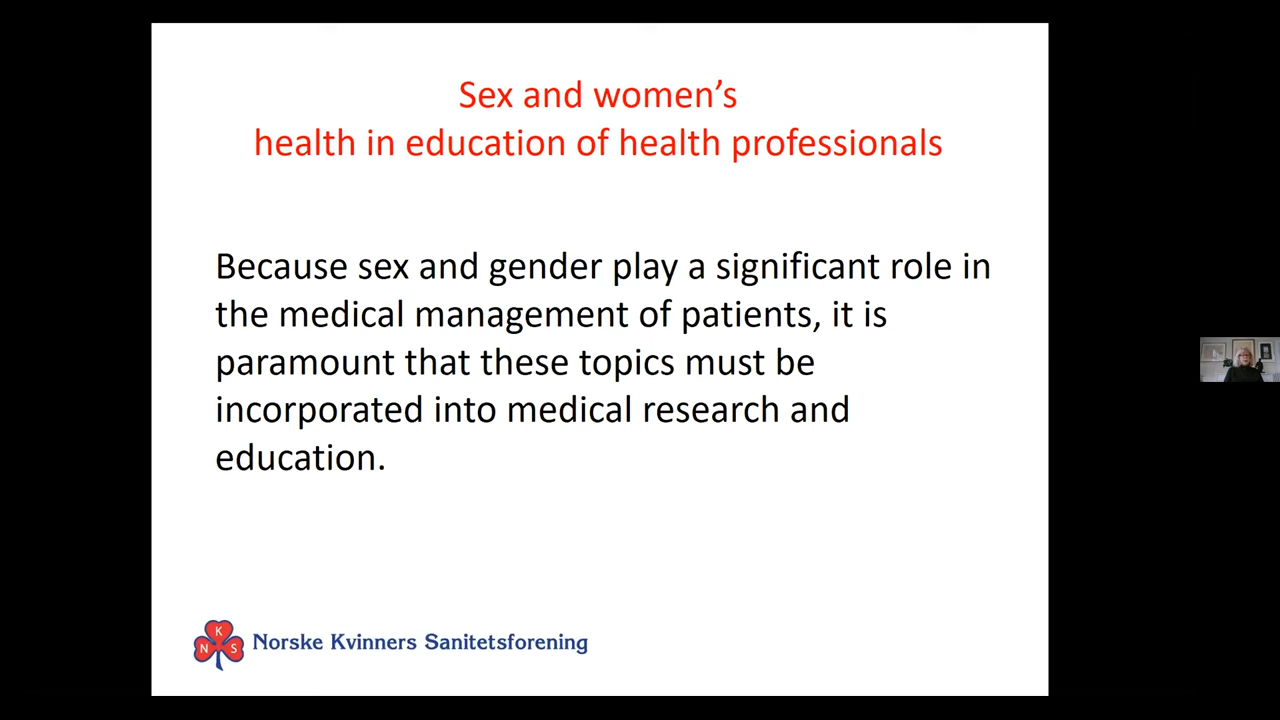 Sex and women’s
health in education of health professionals
Because sex and gender play a significant role in
the medical management of patients, it is
paramount that these topics must be
incorporated into medical research and
education.
K
N S
Norske Kvinners Sanitetsforening